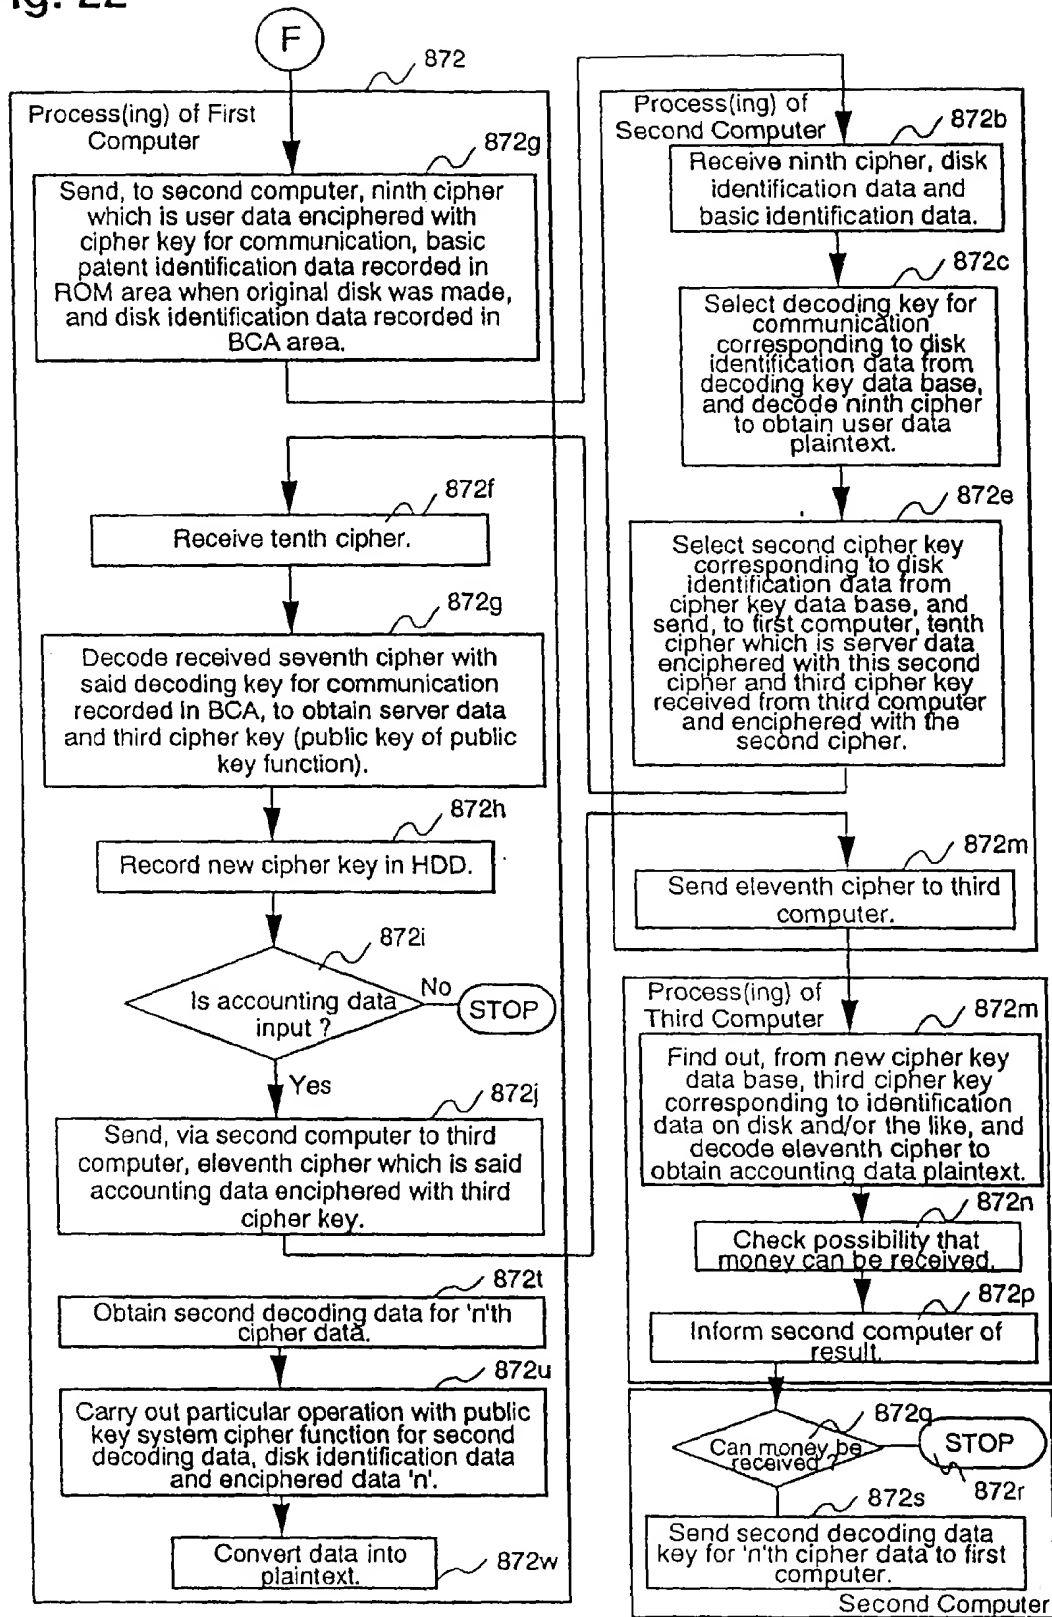 Fig. 22
F
872
Process(ing) of First
Computer
872g
Send, to second computer, ninth cipher
which is user data enciphered with
cipher key for communication, basic
patent identification data recorded in
ROM area when original disk was made,
and disk identification data recorded in
BCA area.
872f
Receive tenth cipher.
872g
Decode received seventh cipher with
said decoding key for communication
recorded in BCA, to obtain server data
and third cipher key (public key of public
key function).
872h
Record new cipher key in HDD.
872i
Is accounting data
input ?
No
STOP
Yes
872j
Send, via second computer to third
computer, eleventh cipher which is said
accounting data enciphered with third
cipher key.
872t
Obtain second decoding data for 'n'th
cipher data.
872u
Carry out particular operation with public
key system cipher function for second
decoding data, disk identification data
and enciphered data 'n'.
Convert data into
plaintext.
872w
Process(ing) of
Second Computer
872b
Receive ninth cipher, disk
identification data and
basic identification data.
872c
Select decoding key for
communication
corresponding to disk
identification data from
decoding key data base,
and decode ninth cipher
to obtain user data
plaintext.
872e
Select second cipher key
corresponding to disk
identification data from
cipher key data base, and
send, to first computer, tenth
cipher which is server data
enciphered with this second
cipher and third cipher key
received from third computer
and enciphered with the
second cipher.
872m
Send eleventh cipher to third
computer.
Process(ing) of
Third Computer
872m
Find out, from new cipher key
data base, third cipher key
corresponding to identification
data on disk and/or the like, and
decode eleventh cipher to
obtain accounting data plaintext.
872n
Check possibility that
money can be received.
872p
Inform second computer of
result.
872q
Can money be
received ?
STOP
872r
872s
Send second decoding data
key for 'n'th cipher data to first
computer.
Second Computer